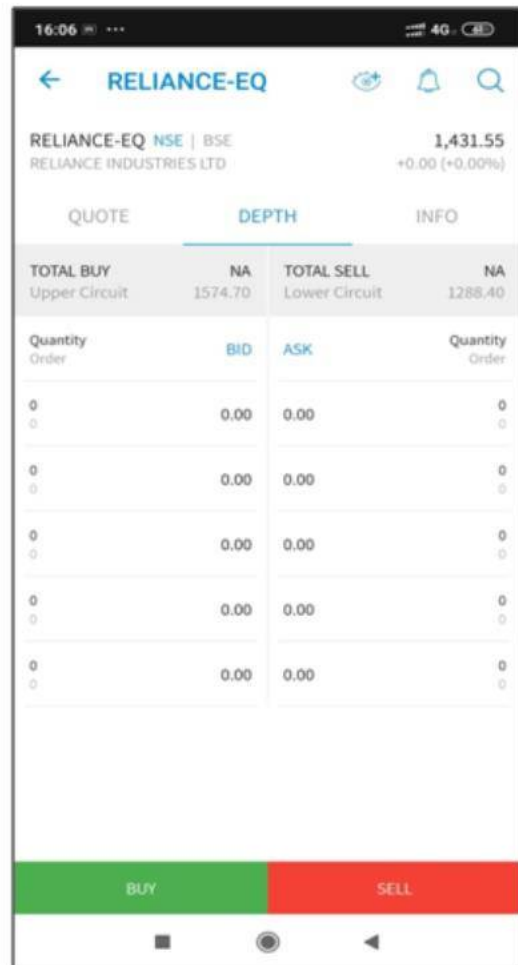 16:06 ...
4G 61
RELIANCE-EQ
RELIANCE-EQ NSE | BSE 1,431.55
RELIANCE INDUSTRIES LTD +0.00 (+0.00%)
QUOTE DEPTH INFO
TOTAL BUY NA TOTAL SELL NA
Upper Circuit 1574.70 Lower Circuit 1288.40
Quantity BID ASK Quantity
Order Order
0 0.00 0.00 0
0 0
0 0.00 0.00 0
0 0
0 0.00 0.00 0
0 0
0 0.00 0.00 0
0 0
0 0.00 0.00 0
0 0
BUY SELL